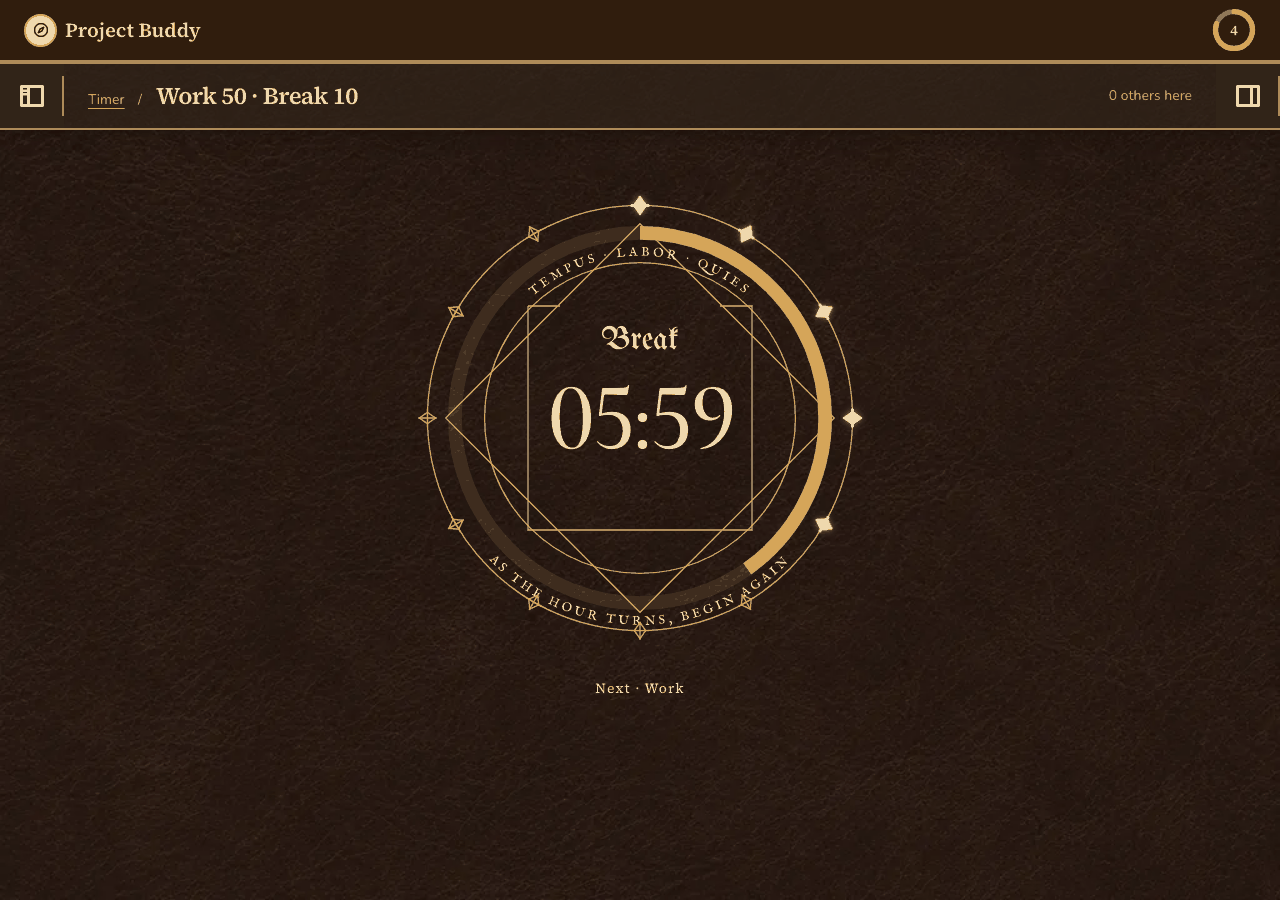 Project Buddy
4
Timer / Work 50 · Break 10
0 others here
TEMPUS · LABOR · QUIES
Break
05:59
AS THE HOUR TURNS, BEGIN AGAIN
Next · Work